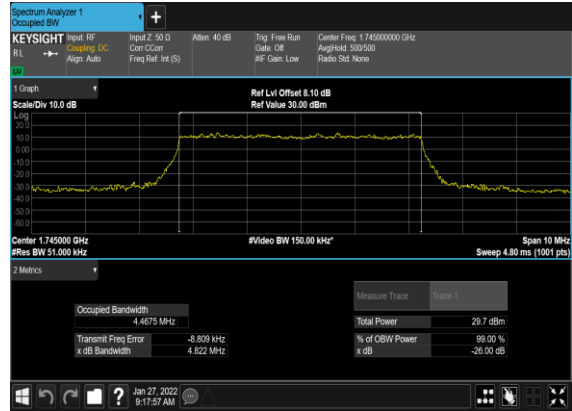 Spectrum Analyzer 1
Occupied BW
+
KEYSIGHT Input: RF Input Z: 50 Ω Atten: 40 dB Trig: Free Run Center Freq: 1.745000000 GHz
RL Coupling: DC Corr CCorr Gate: Off Avg|Hold: 500/500
Align: Auto Freq Ref: Int (S) #IF Gain: Low Radio Std: None
1 Graph
Ref Lvl Offset 8.10 dB
Scale/Div 10.0 dB Ref Value 30.00 dBm
Log
20.0
10.0
0.00
-10.0
-20.0
-30.0
-40.0
-50.0
-60.0
Center 1.745000 GHz #Video BW 150.00 kHz* Span 10 MHz
#Res BW 51.000 kHz Sweep 4.80 ms (1001 pts)
2 Metrics
Measure Trace Trace 1
Occupied Bandwidth
4.4675 MHz Total Power 29.7 dBm
Transmit Freq Error -8.809 kHz % of OBW Power 99.00 %
x dB Bandwidth 4.822 MHz x dB -26.00 dB
? Jan 27, 2022
9:17:57 AM